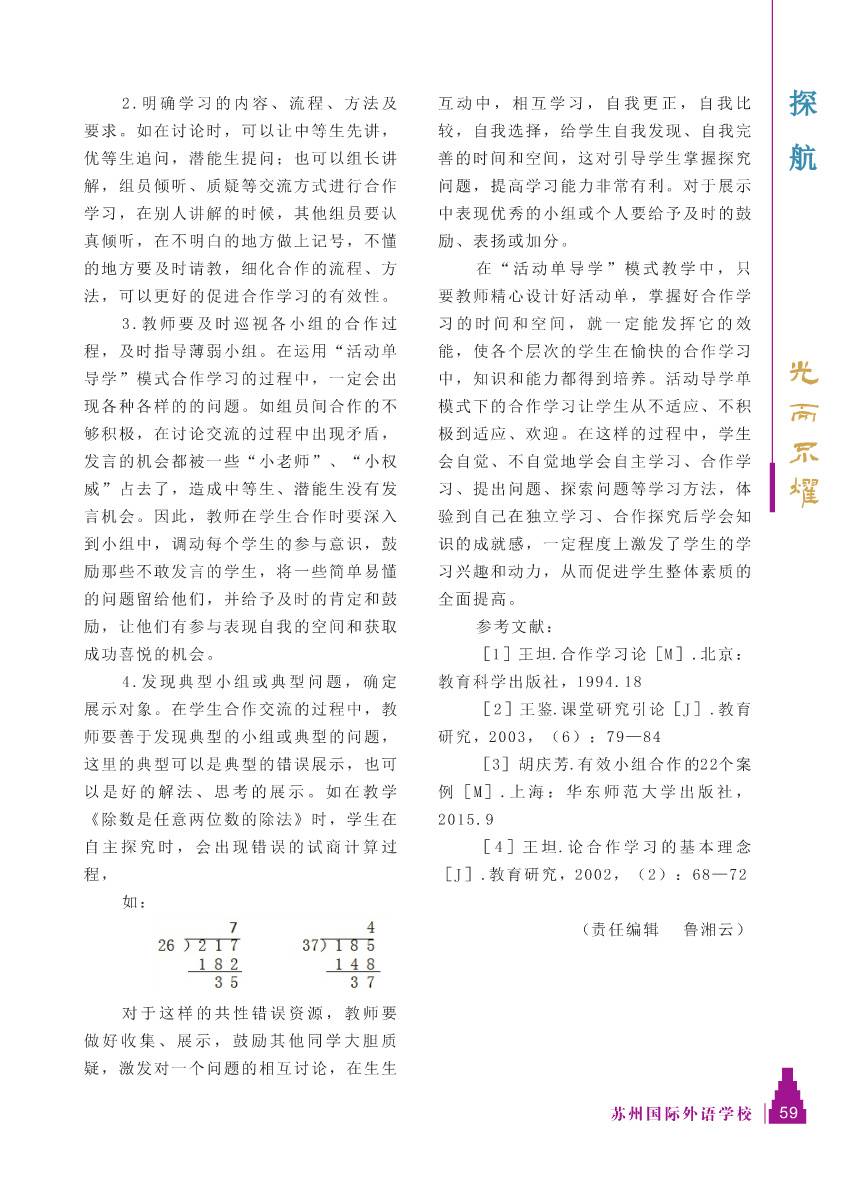 2.明确学习的内容、流程、方法及
要求。如在讨论时，可以让中等生先讲，
优等生追问，潜能生提问；也可以组长讲
解，组员倾听、质疑等交流方式进行合作
学习，在别人讲解的时候，其他组员要认
真倾听，在不明白的地方做上记号，不懂
的地方要及时请教，细化合作的流程、方
法，可以更好的促进合作学习的有效性。
3.教师要及时巡视各小组的合作过
程，及时指导薄弱小组。在运用“活动单
导学”模式合作学习的过程中，一定会出
现各种各样的的问题。如组员间合作的不
够积极，在讨论交流的过程中出现矛盾，
发言的机会都被一些“小老师”、“小权
威”占去了，造成中等生、潜能生没有发
言机会。因此，教师在学生合作时要深入
到小组中，调动每个学生的参与意识，鼓
励那些不敢发言的学生，将一些简单易懂
的问题留给他们，并给予及时的肯定和鼓
励，让他们有参与表现自我的空间和获取
成功喜悦的机会。
4.发现典型小组或典型问题，确定
展示对象。在学生合作交流的过程中，教
师要善于发现典型的小组或典型的问题，
这里的典型可以是典型的错误展示，也可
以是好的解法、思考的展示。如在教学
《除数是任意两位数的除法》时，学生在
自主探究时，会出现错误的试商计算过
程，
如：
7
26）217
182
35
4
37）185
148
37
对于这样的共性错误资源，教师要
做好收集、展示，鼓励其他同学大胆质
疑，激发对一个问题的相互讨论，在生生
互动中，相互学习，自我更正，自我比
较，自我选择，给学生自我发现、自我完
善的时间和空间，这对引导学生掌握探究
问题，提高学习能力非常有利。对于展示
中表现优秀的小组或个人要给予及时的鼓
励、表扬或加分。
在“活动单导学”模式教学中，只
要教师精心设计好活动单，掌握好合作学
习的时间和空间，就一定能发挥它的效
能，使各个层次的学生在愉快的合作学习
中，知识和能力都得到培养。活动导学单
模式下的合作学习让学生从不适应、不积
极到适应、欢迎。在这样的过程中，学生
会自觉、不自觉地学会自主学习、合作学
习、提出问题、探索问题等学习方法，体
验到自己在独立学习、合作探究后学会知
识的成就感，一定程度上激发了学生的学
习兴趣和动力，从而促进学生整体素质的
全面提高。
参考文献：
［1］王坦.合作学习论［M］.北京：
教育科学出版社，1994.18
［2］王鉴.课堂研究引论［J］.教育
研究，2003，（6）：79—84
［3］胡庆芳.有效小组合作的22个案
例［M］.上海：华东师范大学出版社，
2015.9
［4］王坦.论合作学习的基本理念
［J］.教育研究，2002，（2）：68—72
（责任编辑 鲁湘云）
探航
光而不耀
苏州国际外语学校
59